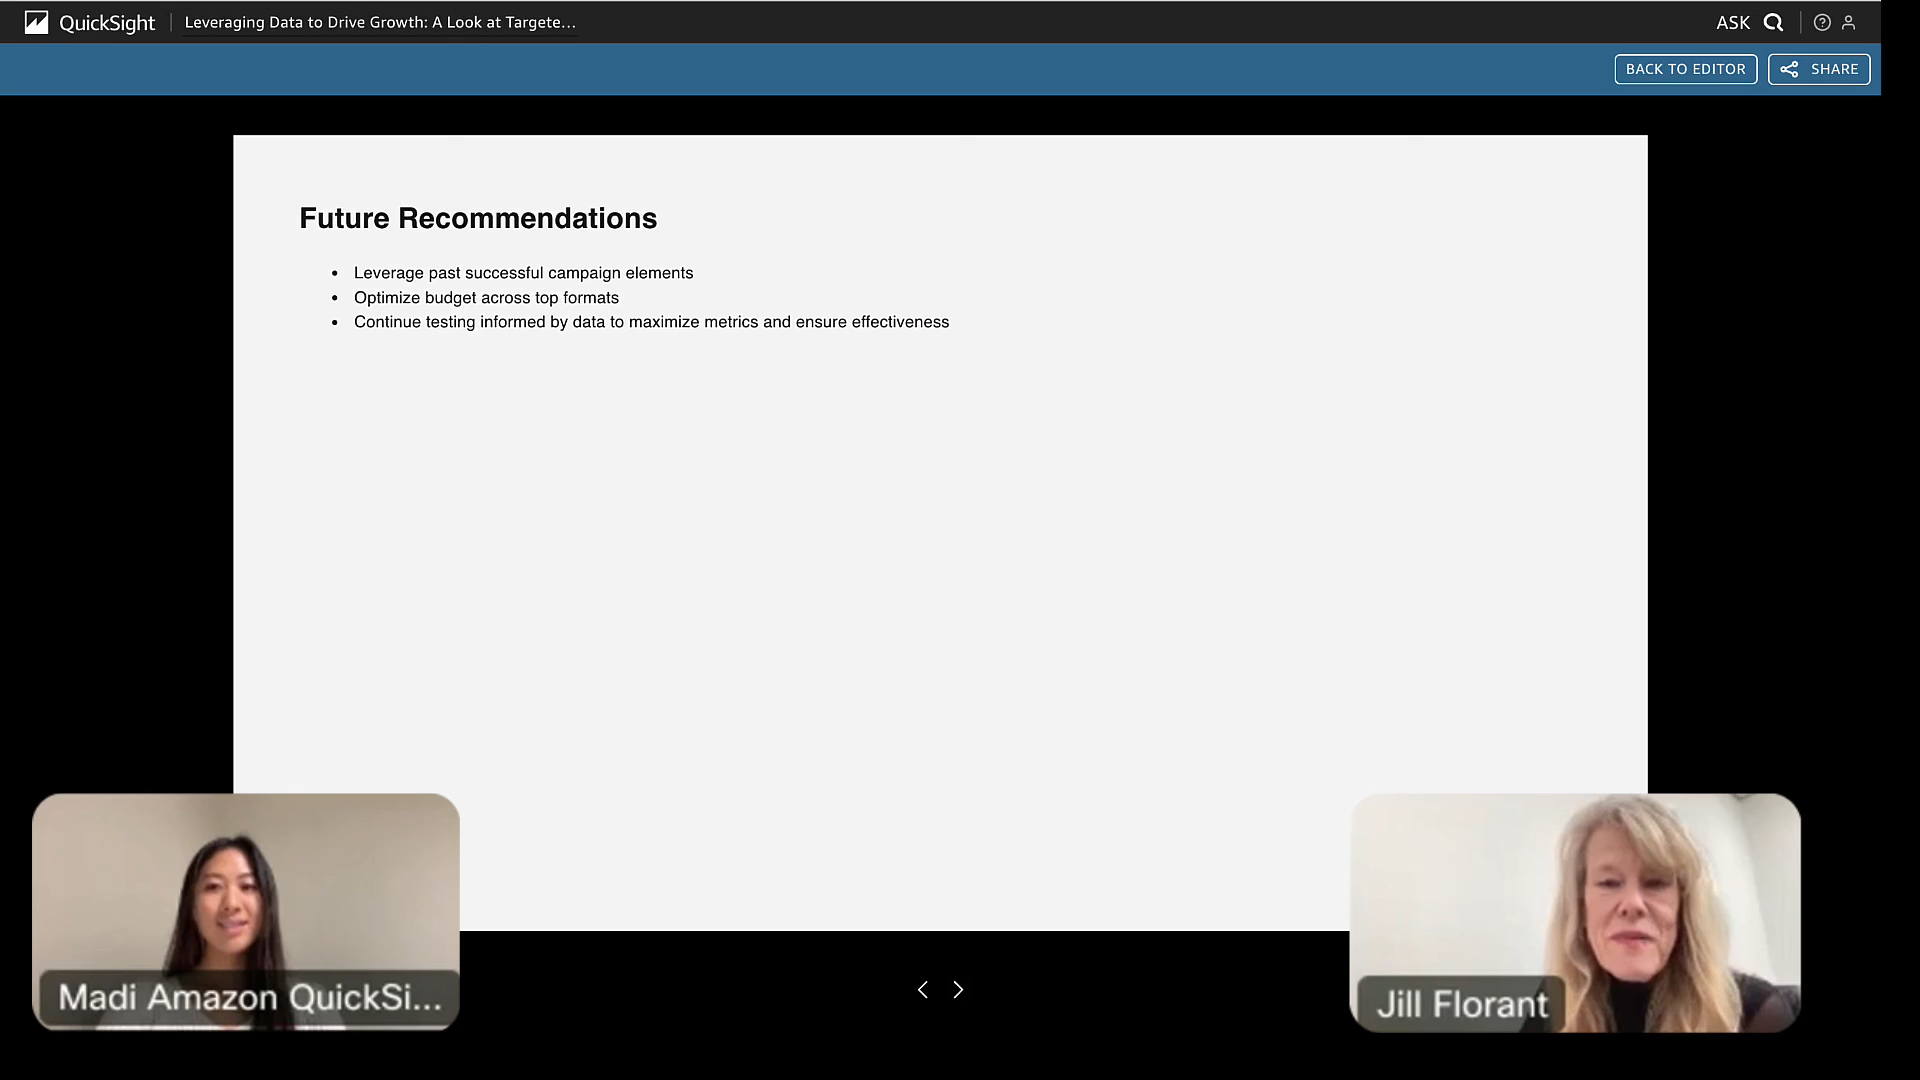 QuickSight
Leveraging Data to Drive Growth: A Look at Targete...
ASK
BACK TO EDITOR
SHARE
Future Recommendations
• Leverage past successful campaign elements
• Optimize budget across top formats
• Continue testing informed by data to maximize metrics and ensure effectiveness
Madi Amazon QuickSi...
Jill Florant